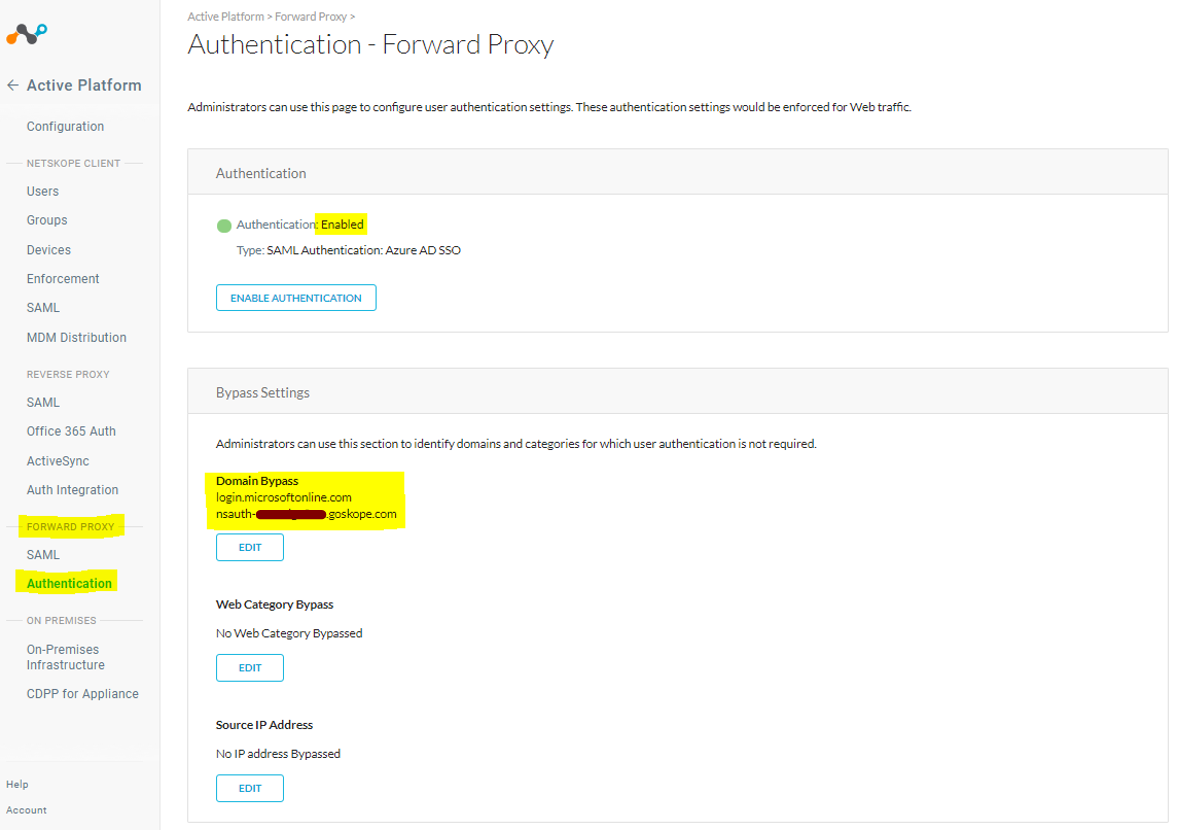 Active Platform > Forward Proxy >
Authentication - Forward Proxy
Active Platform
Configuration
NETSKOPE CLIENT
Users
Groups
Devices
Enforcement
SAML
MDM Distribution
REVERSE PROXY
SAML
Office 365 Auth
ActiveSync
Auth Integration
FORWARD PROXY
SAML
Authentication
ON PREMISES
On-Premises
Infrastructure
CDPP for Appliance
Help
Account
Administrators can use this page to configure user authentication settings. These authentication settings would be enforced for Web traffic.
Authentication
Authentication: Enabled
Type: SAML Authentication: Azure AD SSO
ENABLE AUTHENTICATION
Bypass Settings
Administrators can use this section to identify domains and categories for which user authentication is not required.
Domain Bypass
login.microsoftonline.com
nsauth-.goskope.com
EDIT
Web Category Bypass
No Web Category Bypassed
EDIT
Source IP Address
No IP address Bypassed
EDIT